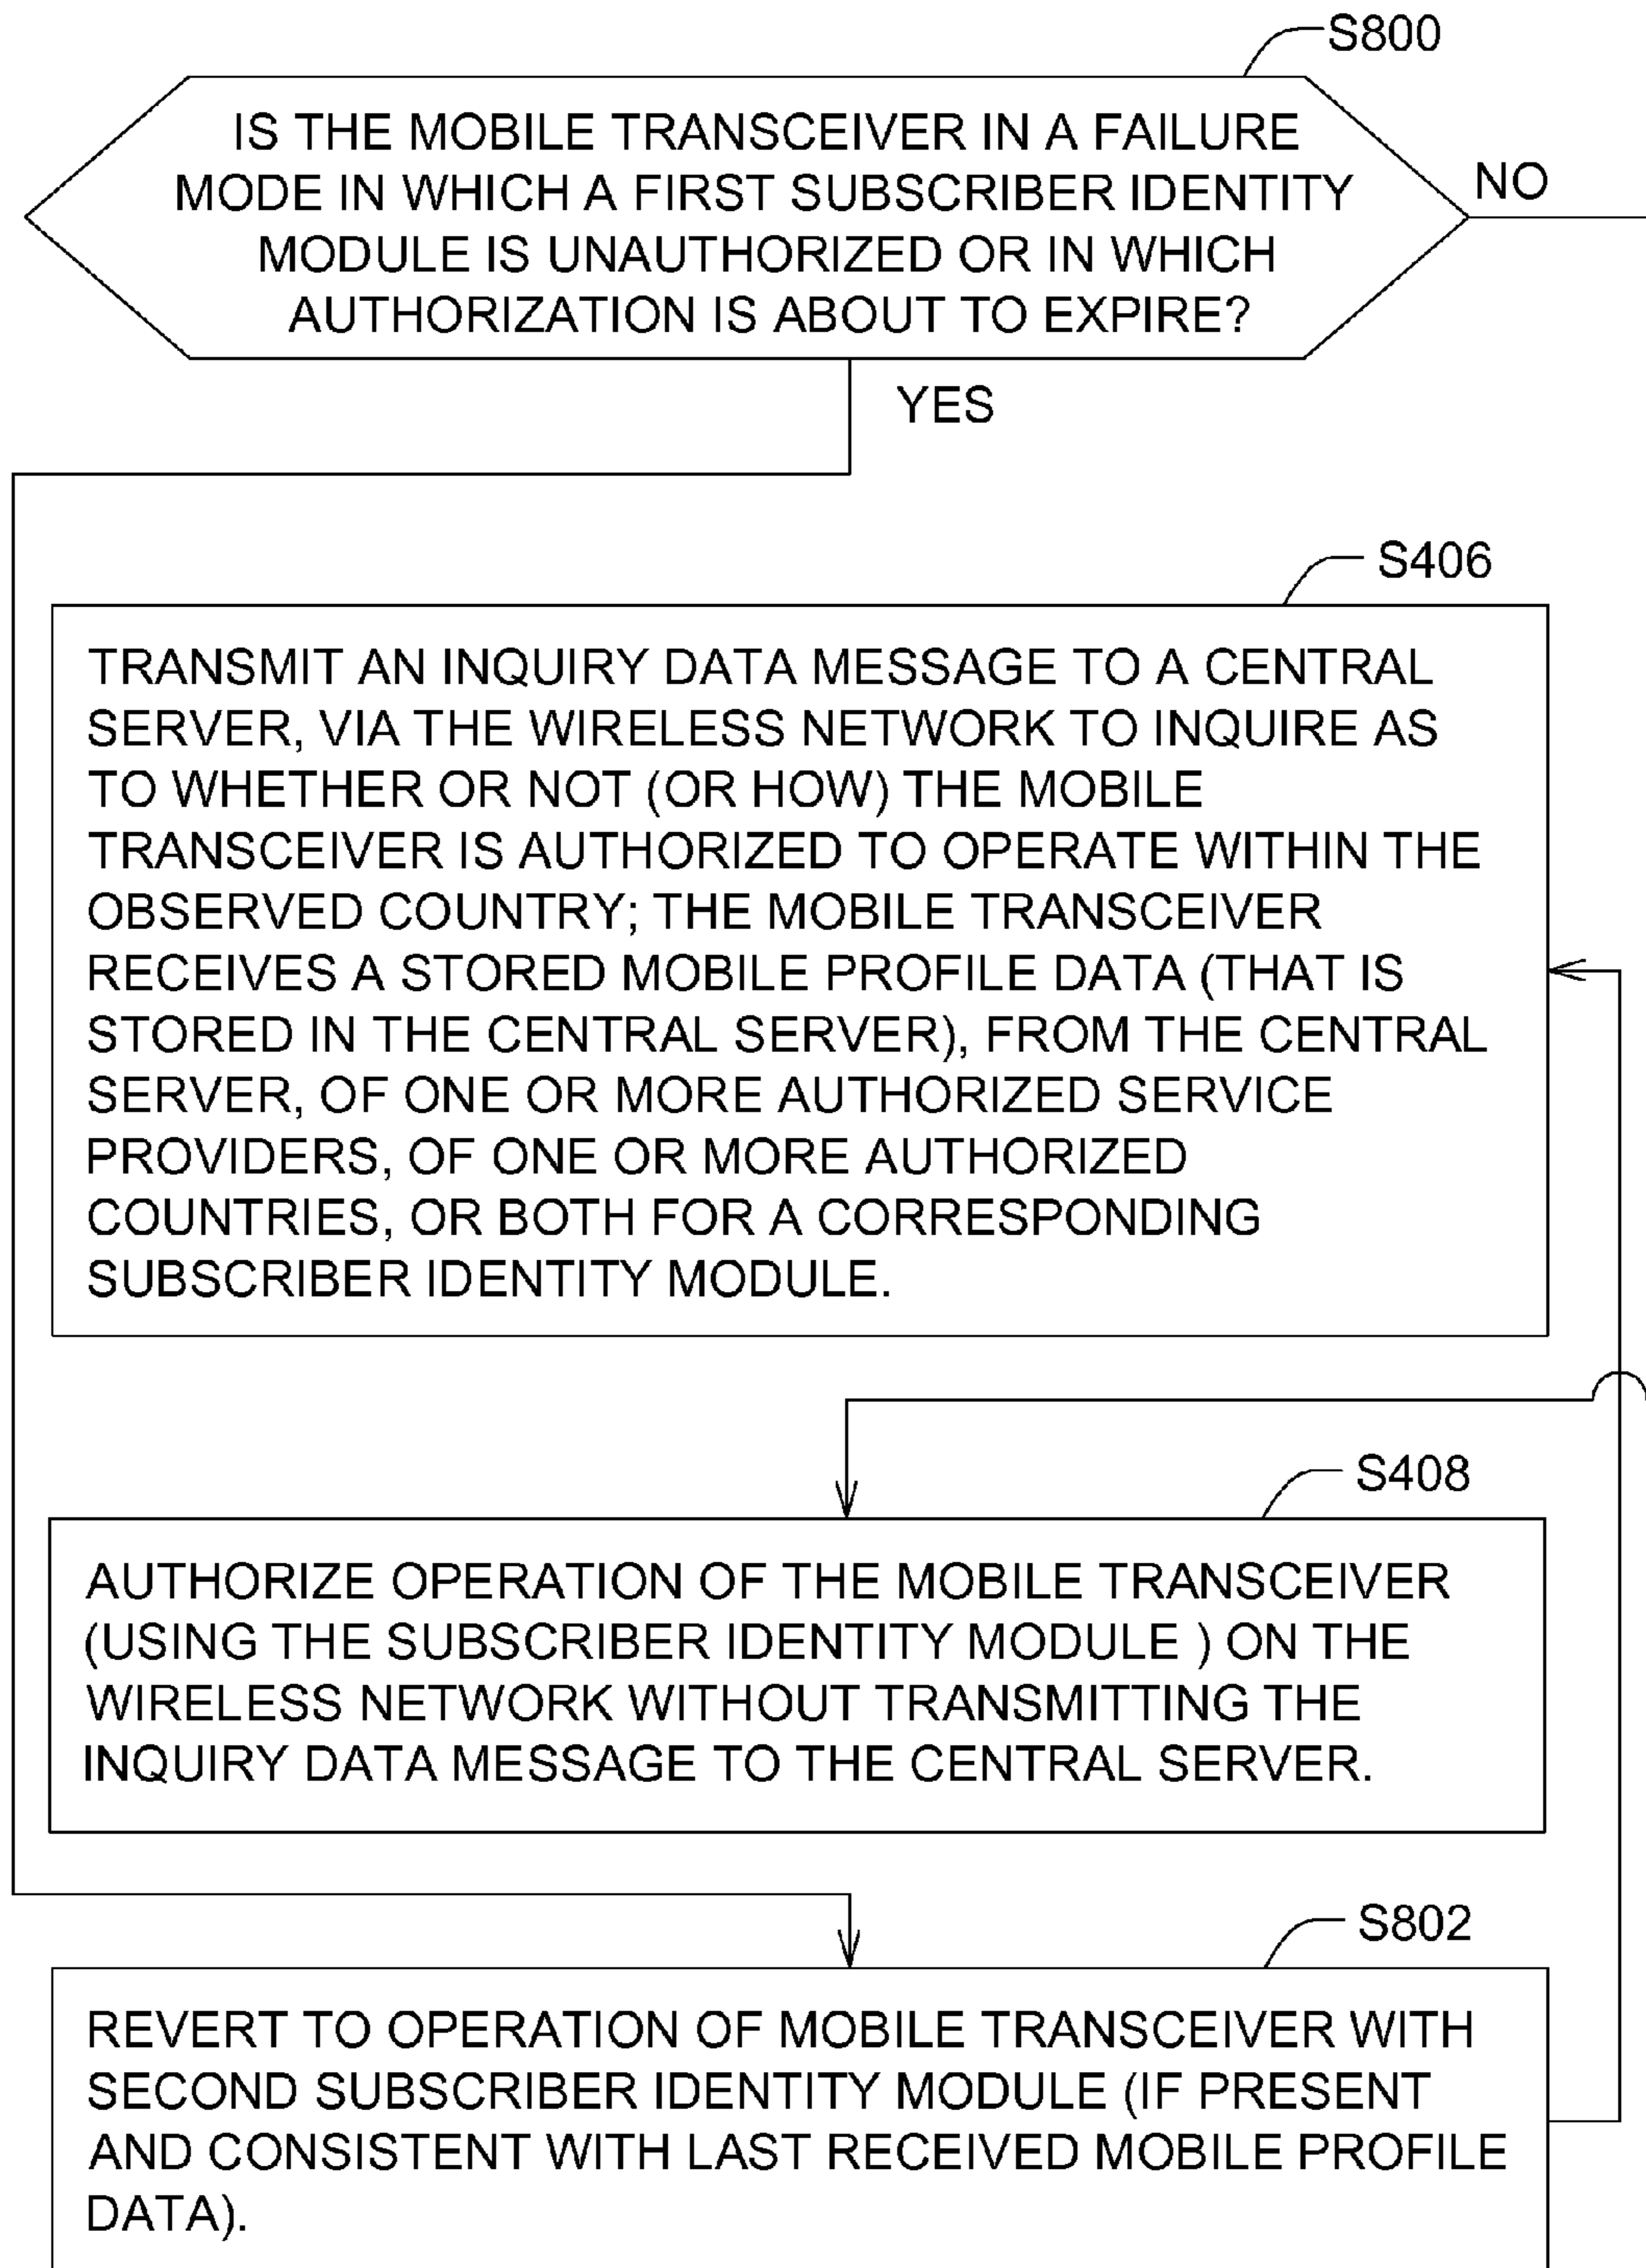 S800
IS THE MOBILE TRANSCEIVER IN A FAILURE
MODE IN WHICH A FIRST SUBSCRIBER IDENTITY
MODULE IS UNAUTHORIZED OR IN WHICH
AUTHORIZATION IS ABOUT TO EXPIRE?
NO
YES
S406
TRANSMIT AN INQUIRY DATA MESSAGE TO A CENTRAL
SERVER, VIA THE WIRELESS NETWORK TO INQUIRE AS
TO WHETHER OR NOT (OR HOW) THE MOBILE
TRANSCEIVER IS AUTHORIZED TO OPERATE WITHIN THE
OBSERVED COUNTRY; THE MOBILE TRANSCEIVER
RECEIVES A STORED MOBILE PROFILE DATA (THAT IS
STORED IN THE CENTRAL SERVER), FROM THE CENTRAL
SERVER, OF ONE OR MORE AUTHORIZED SERVICE
PROVIDERS, OF ONE OR MORE AUTHORIZED
COUNTRIES, OR BOTH FOR A CORRESPONDING
SUBSCRIBER IDENTITY MODULE.
S408
AUTHORIZE OPERATION OF THE MOBILE TRANSCEIVER
(USING THE SUBSCRIBER IDENTITY MODULE ) ON THE
WIRELESS NETWORK WITHOUT TRANSMITTING THE
INQUIRY DATA MESSAGE TO THE CENTRAL SERVER.
S802
REVERT TO OPERATION OF MOBILE TRANSCEIVER WITH
SECOND SUBSCRIBER IDENTITY MODULE (IF PRESENT
AND CONSISTENT WITH LAST RECEIVED MOBILE PROFILE
DATA).